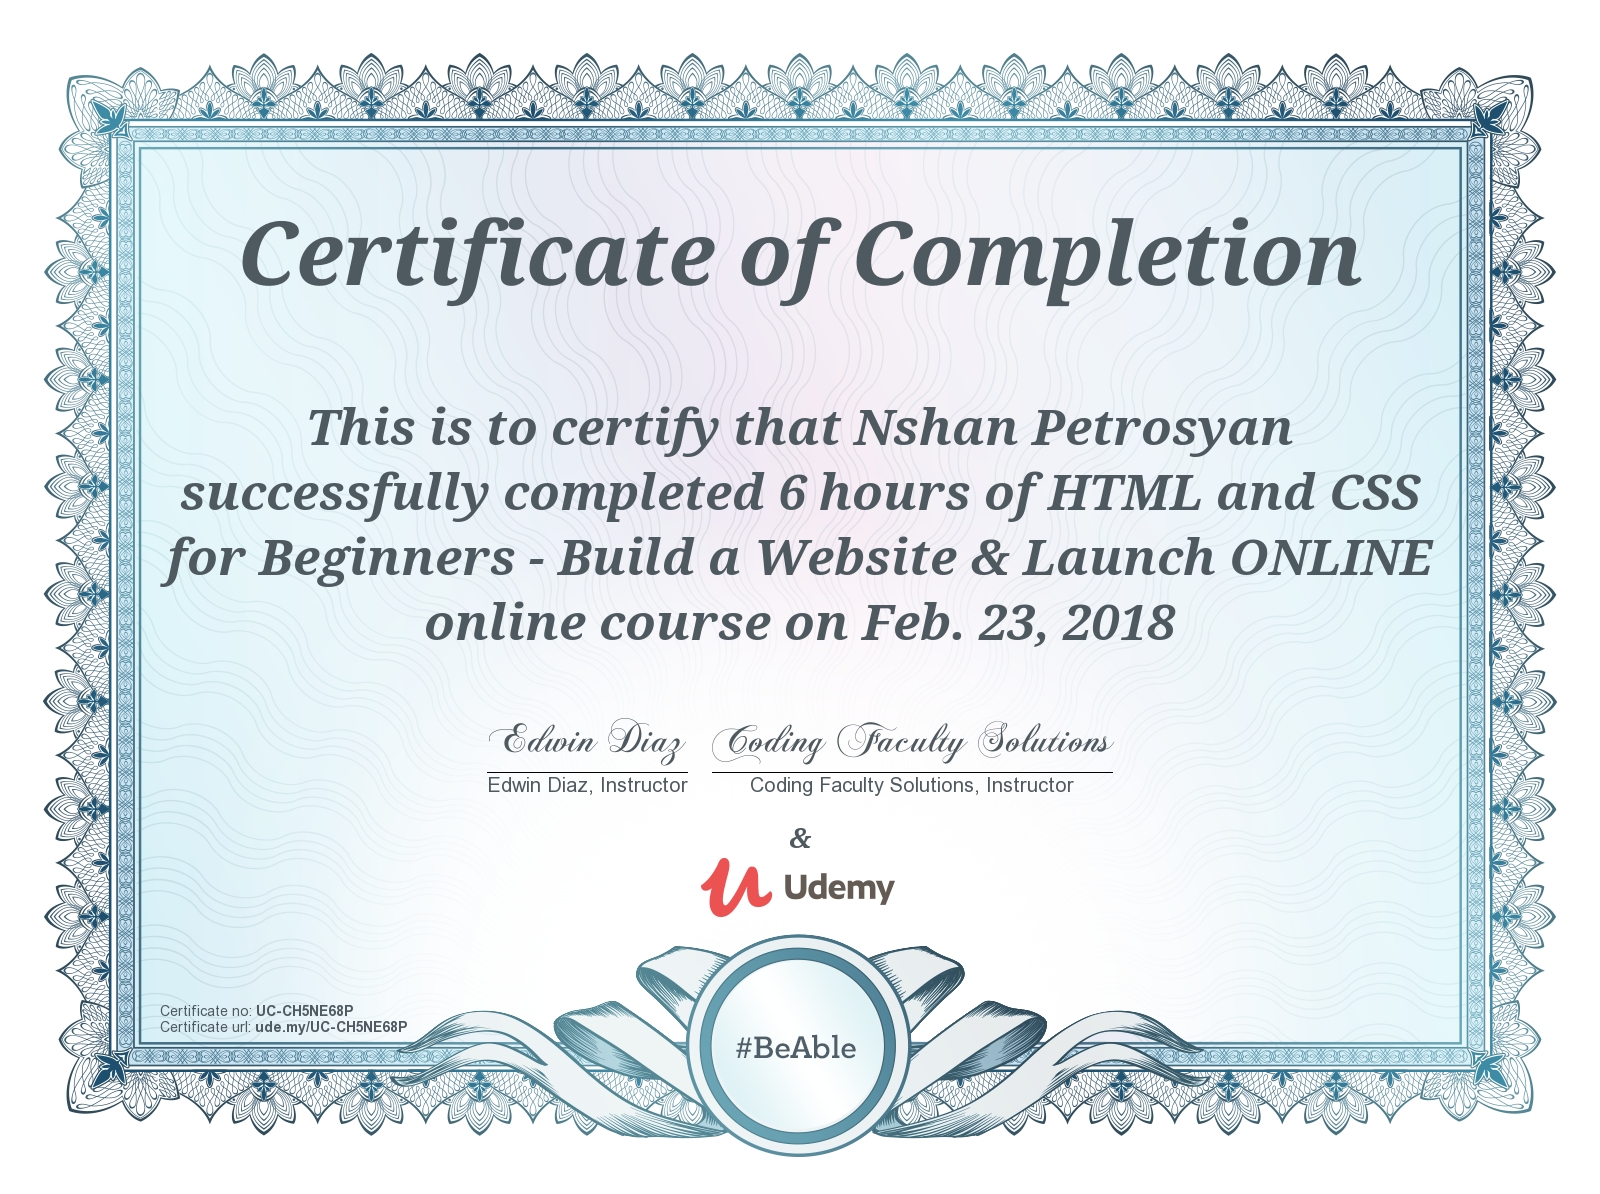 Certificate of Completion
This is to certify that Nshan Petrosyan
successfully completed 6 hours of HTML and CSS
for Beginners - Build a Website & Launch ONLINE
online course on Feb. 23, 2018
Edwin Diaz Coding Faculty Solutions
Edwin Diaz, Instructor Coding Faculty Solutions, Instructor
&
Udemy
Certificate no: UC-CH5NE68P
Certificate url: ude.my/UC-CH5NE68P
#BeAble